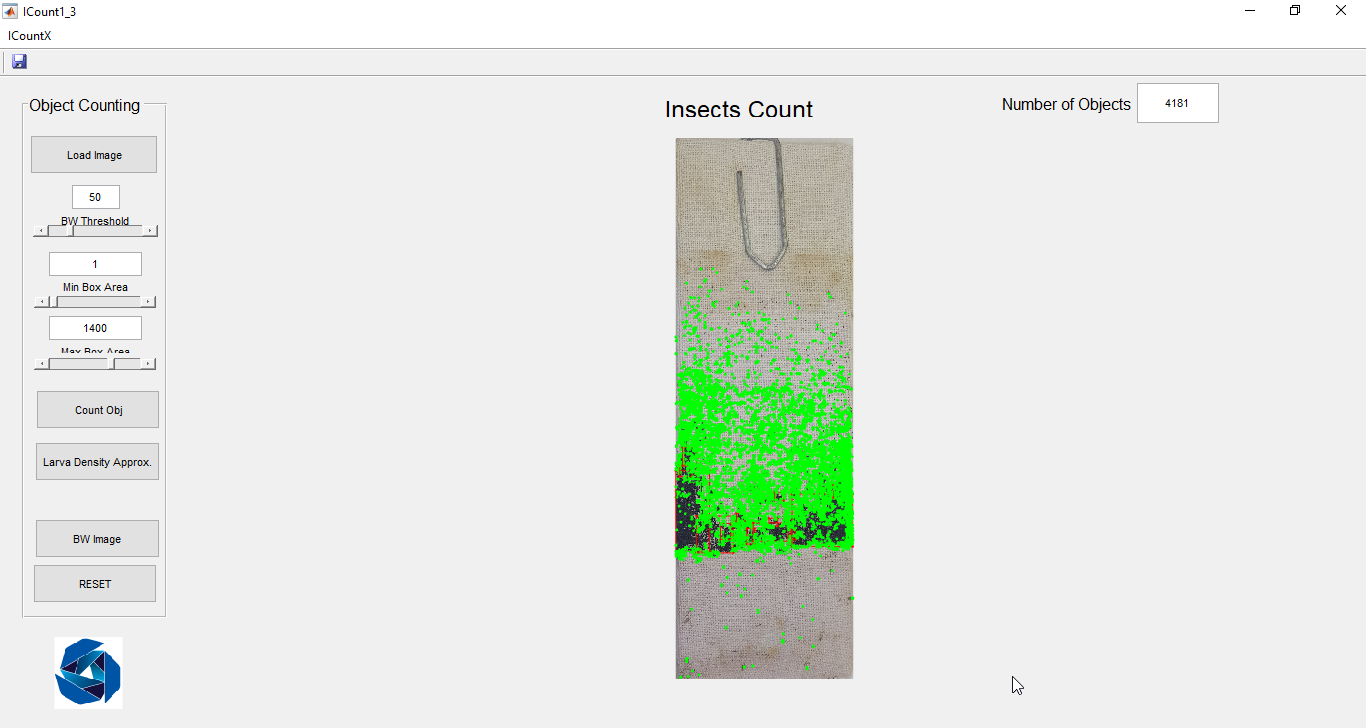 ICount1_3
ICountX
Object Counting
Load Image
50
BW Threshold
1
Min Box Area
1400
Max Box Area
Count Obj
Larva Density Approx.
BW Image
RESET
Insects Count
Number of Objects
4181